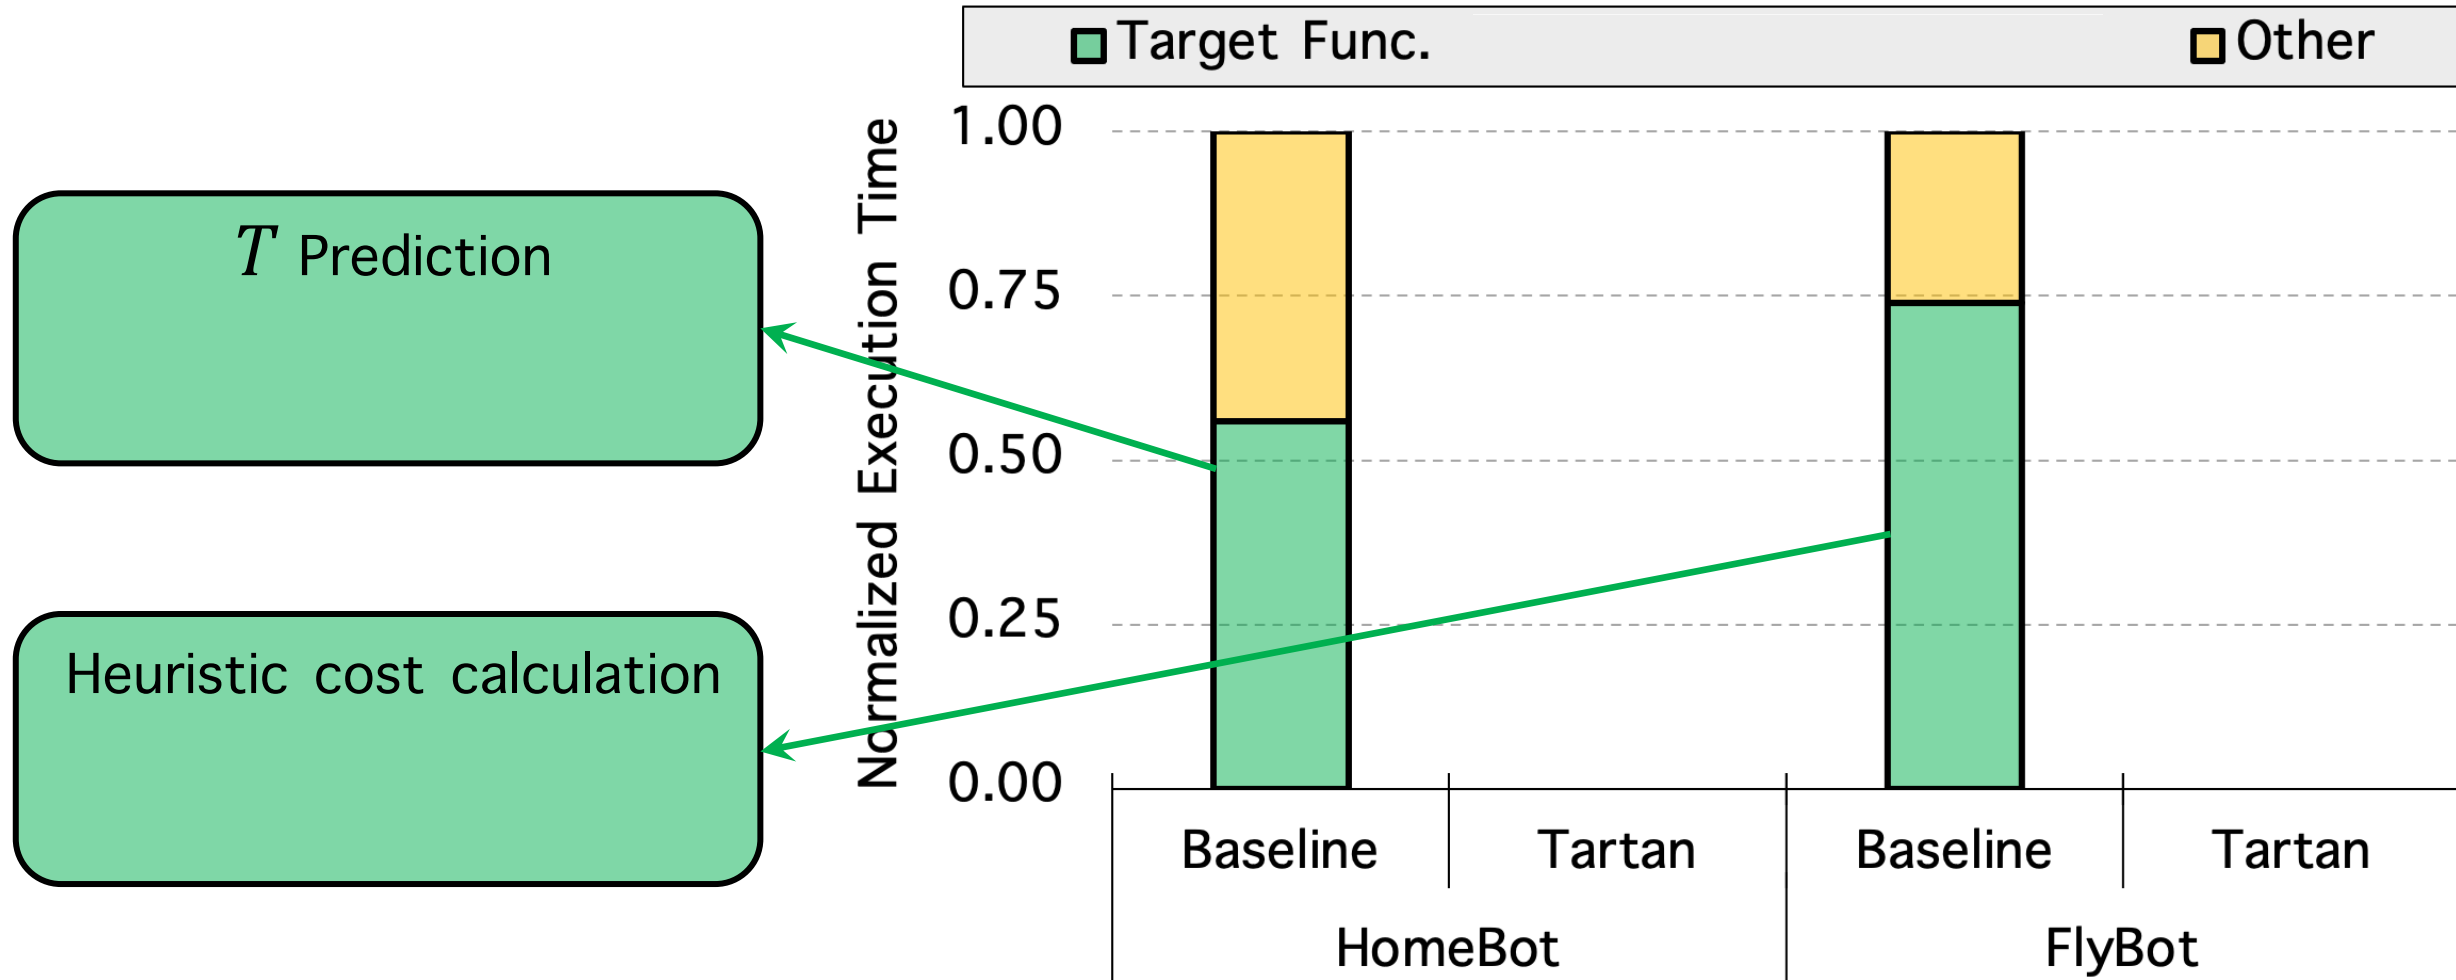 Target Func.
Other
T Prediction
Heuristic cost calculation
Normalized Execution Time
1.00
0.75
0.50
0.25
0.00
Baseline
Tartan
Baseline
Tartan
HomeBot
FlyBot